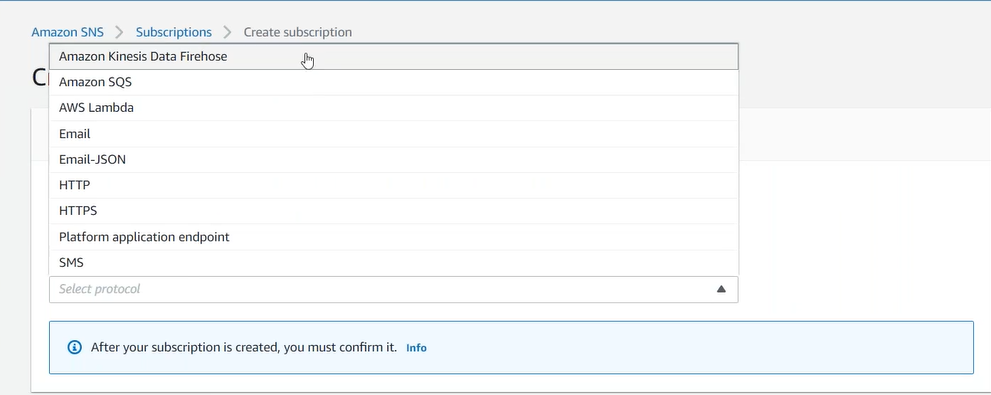 Amazon SNS > Subscriptions > Create subscription
Amazon Kinesis Data Firehose
Amazon SQS
AWS Lambda
Email
Email-JSON
HTTP
HTTPS
Platform application endpoint
SMS
Select protocol
After your subscription is created, you must confirm it. Info